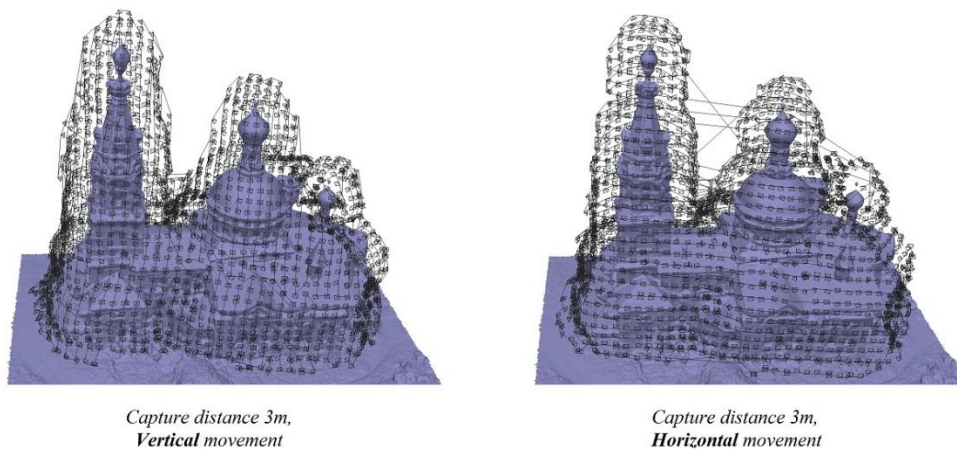 Capture distance 3m,
Vertical movement
Capture distance 3m,
Horizontal movement